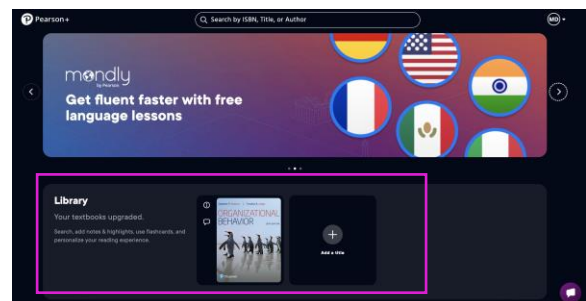 Pearson+
Search by ISBN, Title, or Author
MD
mondly
by Pearson
Get fluent faster with free
language lessons
Library
Your textbooks upgraded.
Search, add notes & highlights, use flashcards, and
personalize your reading experience.
ORGANIZATIONAL
BEHAVIOR
Add a title